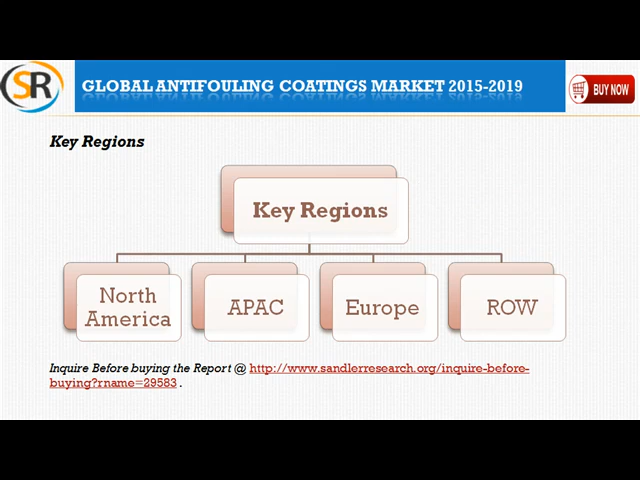 SR
GLOBAL ANTIFOULING COATINGS MARKET 2015-2019
BUY NOW
Key Regions
Key Regions
North
America
APAC
Europe
ROW
Inquire Before buying the Report @ http://www.sandlerresearch.org/inquire-before-
buying?rname=29583 .